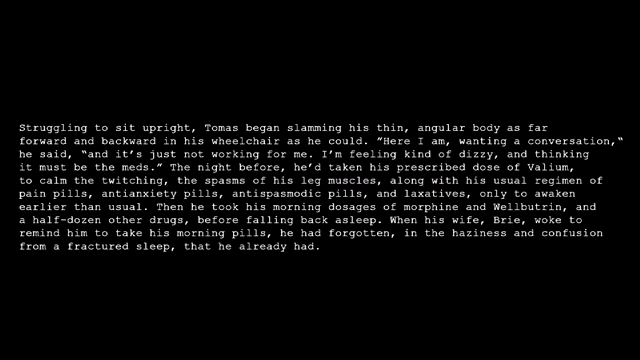 Struggling to sit upright, Tomas began slamming his thin, angular body as far
forward and backward in his wheelchair as he could. "Here I am, wanting a conversation,"
he said, "and it's just not working for me. I'm feeling kind of dizzy, and thinking
it must be the meds." The night before, he'd taken his prescribed dose of Valium,
to calm the twitching, the spasms of his leg muscles, along with his usual regimen of
pain pills, antianxiety pills, antispasmodic pills, and laxatives, only to awaken
earlier than usual. Then he took his morning dosages of morphine and Wellbutrin, and
a half-dozen other drugs, before falling back asleep. When his wife, Brie, woke to
remind him to take his morning pills, he had forgotten, in the haziness and confusion
from a fractured sleep, that he already had.